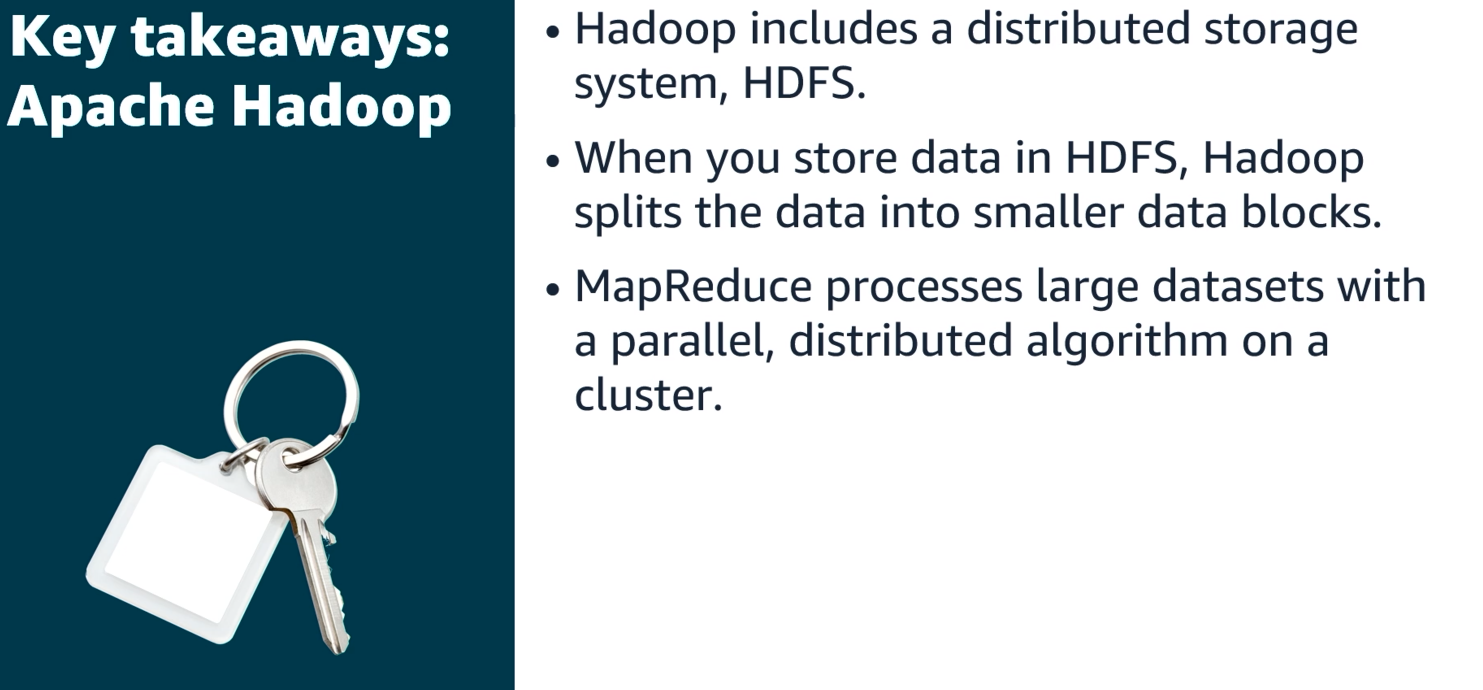 Key takeaways:
Apache Hadoop
• Hadoop includes a distributed storage
system, HDFS.
• When you store data in HDFS, Hadoop
splits the data into smaller data blocks.
• MapReduce processes large datasets with
a parallel, distributed algorithm on a
cluster.